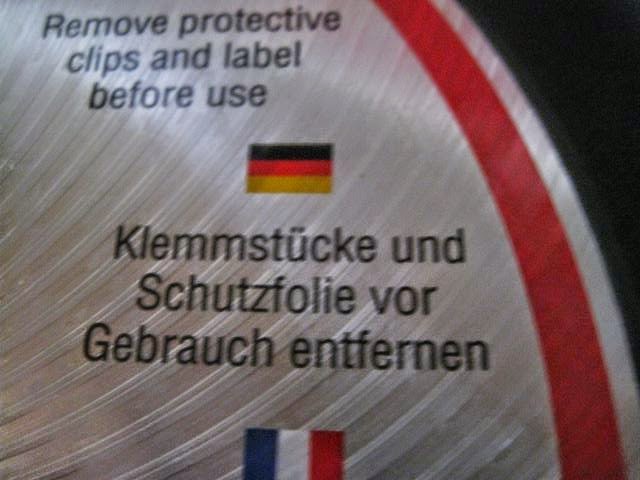 Remove protective
clips and label
before use
Klemmstücke und
Schutzfolie vor
Gebrauch entfernen